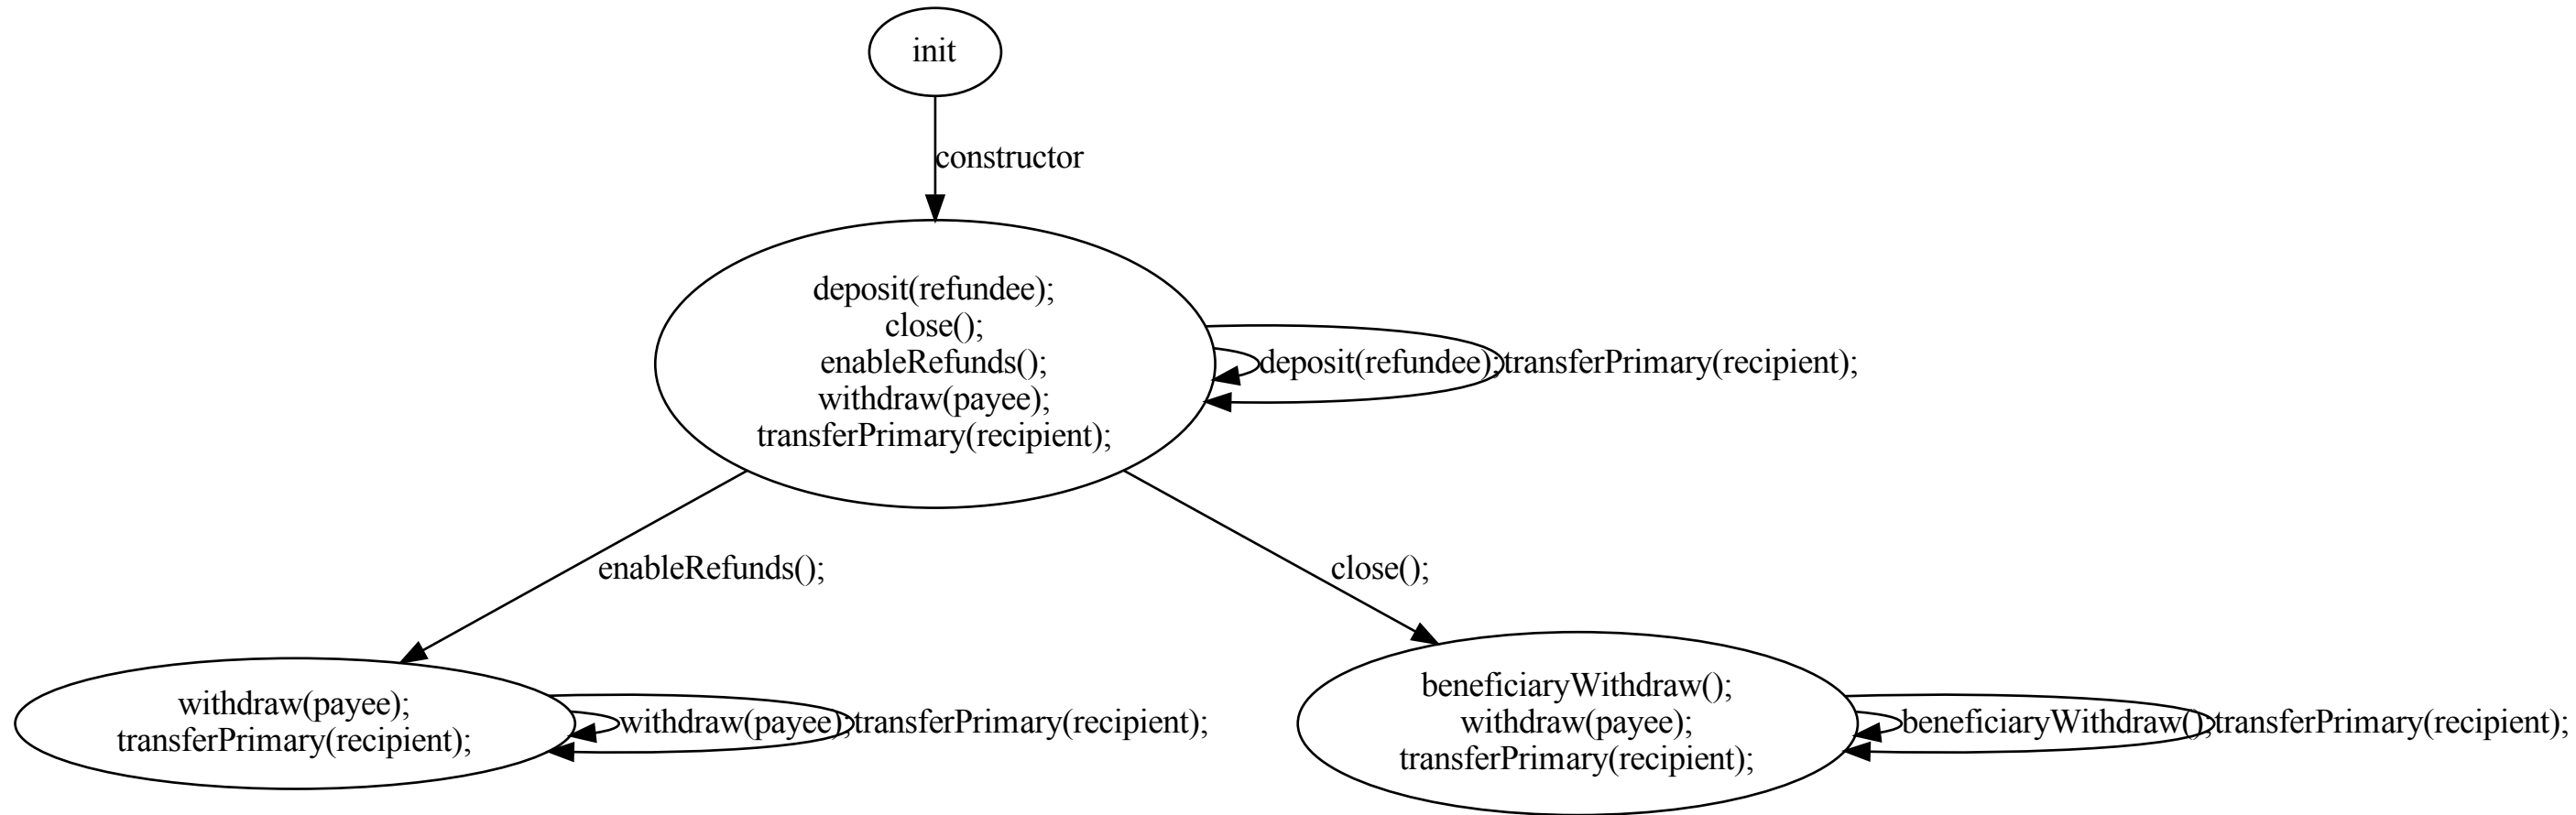 init
constructor
deposit(refundee);
close();
enableRefunds();
withdraw(payee);
transferPrimary(recipient);
deposit(refundee);
transferPrimary(recipient);
enableRefunds();
close();
withdraw(payee);
transferPrimary(recipient);
withdraw(payee);
transferPrimary(recipient);
beneficiaryWithdraw();
withdraw(payee);
transferPrimary(recipient);
beneficiaryWithdraw();
transferPrimary(recipient);